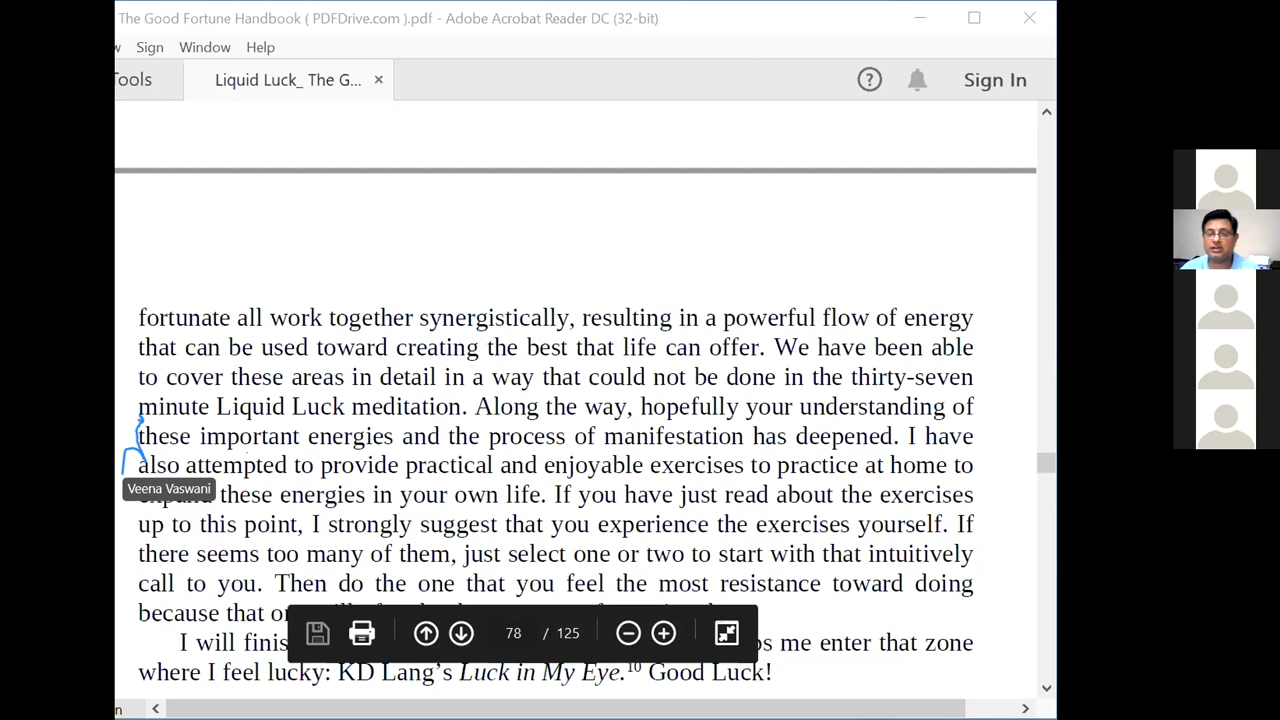 The Good Fortune Handbook ( PDFDrive.com ).pdf - Adobe Acrobat Reader DC (32-bit)
Sign Window Help
Tools Liquid Luck_ The G... Sign In
fortunate all work together synergistically, resulting in a powerful flow of energy
that can be used toward creating the best that life can offer. We have been able
to cover these areas in detail in a way that could not be done in the thirty-seven
minute Liquid Luck meditation. Along the way, hopefully your understanding of
these important energies and the process of manifestation has deepened. I have
also attempted to provide practical and enjoyable exercises to practice at home to
Veena Vaswani
these energies in your own life. If you have just read about the exercises
up to this point, I strongly suggest that you experience the exercises yourself. If
there seems too many of them, just select one or two to start with that intuitively
call to you. Then do the one that you feel the most resistance toward doing
because that
78 / 125
I will me enter that zone
where I feel lucky: KD Lang’s Luck in My Eye.¹⁰ Good Luck!